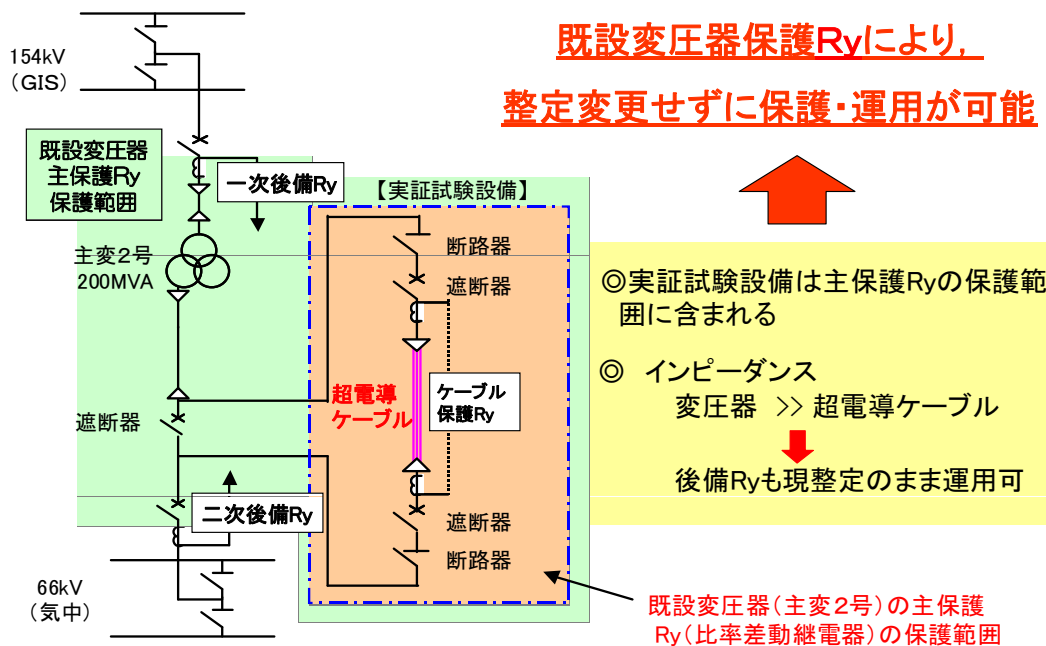 既設変圧器保護Ryにより,
整定変更せずに保護・運用が可能
154kV
(GIS)
既設変圧器
主保護Ry
保護範囲
一次後備Ry
【実証試験設備】
主変2号
200MVA
断路器
遮断器
超電導
ケーブル
ケーブル
保護Ry
遮断器
二次後備Ry
遮断器
断路器
66kV
(気中)
◎実証試験設備は主保護Ryの保護範
囲に含まれる
◎ インピーダンス
変圧器 >> 超電導ケーブル
後備Ryも現整定のまま運用可
既設変圧器(主変2号)の主保護
Ry(比率差動継電器)の保護範囲